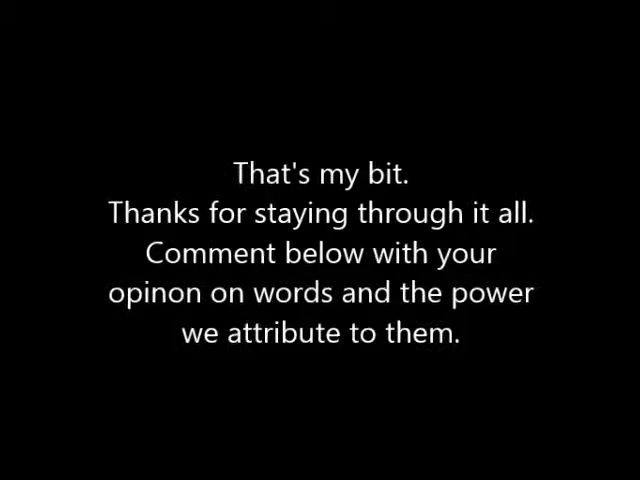 That's my bit.
Thanks for staying through it all.
Comment below with your
opinon on words and the power
we attribute to them.